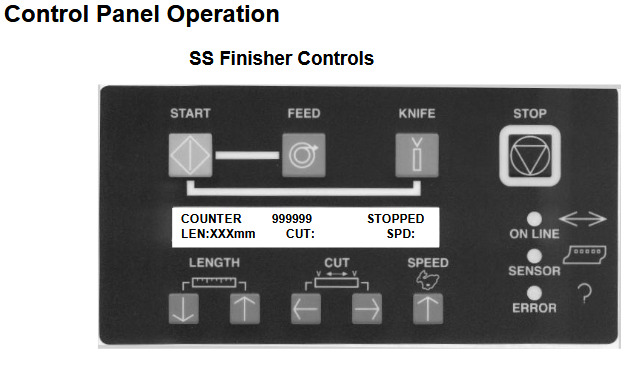 Control Panel Operation
SS Finisher Controls
START FEED KNIFE STOP
COUNTER 999999 STOPPED
LEN:XXXmm CUT: SPD:
ON LINE
SENSOR
ERROR
LENGTH CUT SPEED
V V